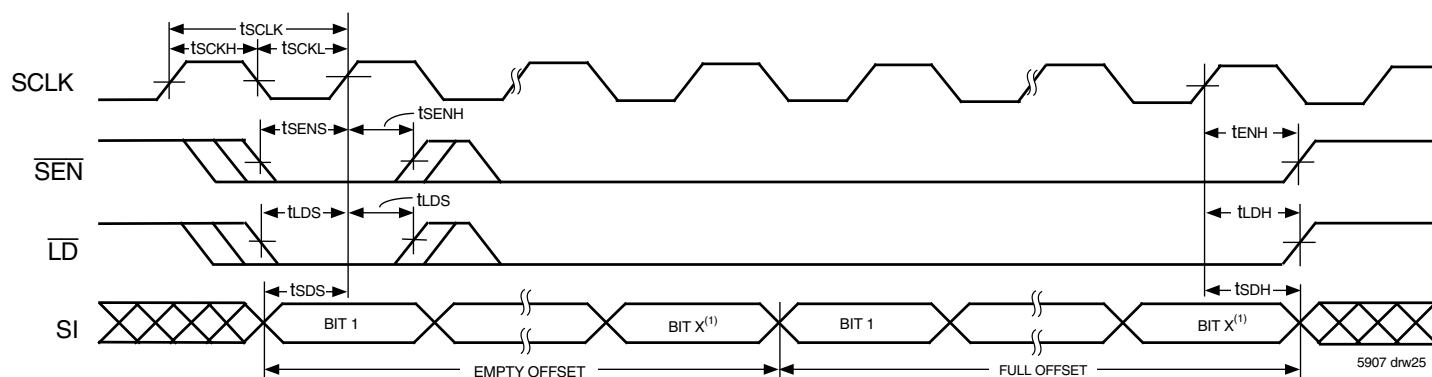 tSCLK
tSCKH tSCKL
SCLK
tSENS tSENH tENH
SEN
tLDS tLDS tLDH
LD
tSDS tSDH
SI BIT 1 BIT X(1) BIT 1 BIT X(1)
EMPTY OFFSET FULL OFFSET 5907 drw25